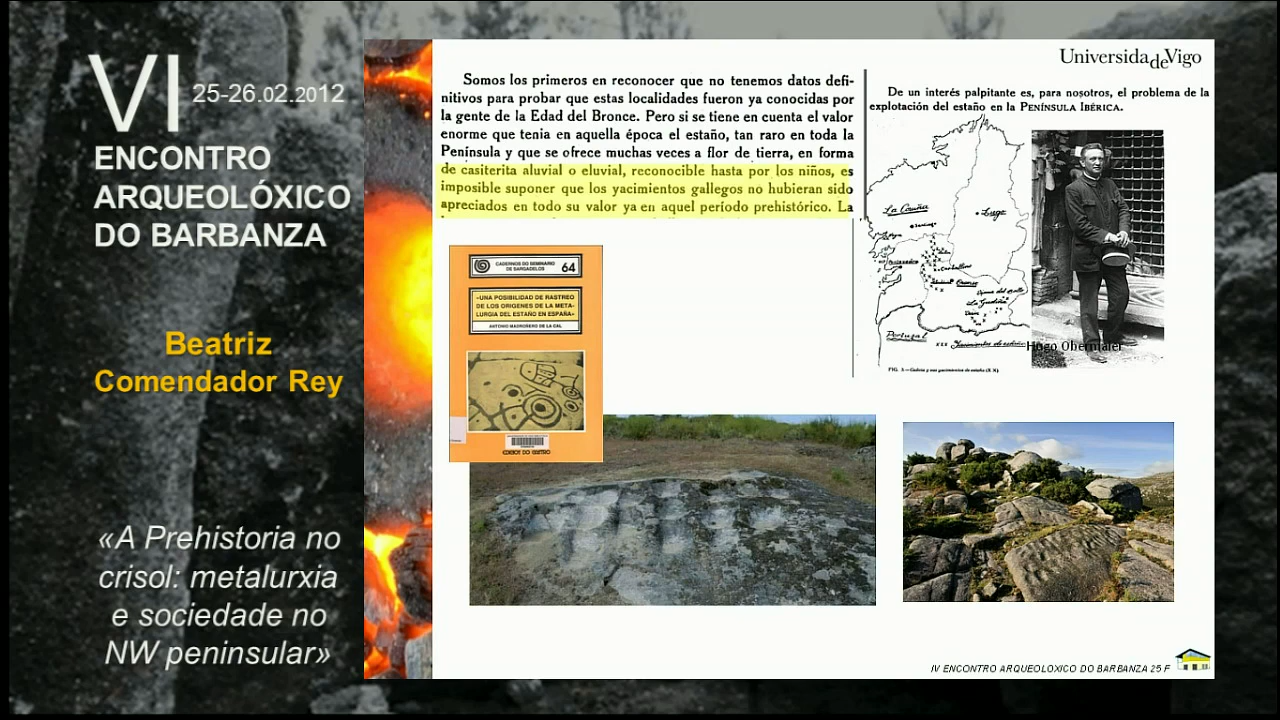 VI 25-26.02.2012
ENCONTRO
ARQUEOLÓXICO
DO BARBANZA
Beatriz
Comendador Rey
«A Prehistoria no
crisol: metalurxia
e sociedade no
NW peninsular»
UniversidadeVigo
Somos los primeros en reconocer que no tenemos datos defi-
nitivos para probar que estas localidades fueron ya conocidas por
la gente de la Edad del Bronce. Pero si se tiene en cuenta el valor
enorme que tenia en aquella época el estaño, tan raro en toda la
Península y que se ofrece muchas veces a flor de tierra, en forma
de casiterita aluvial o eluvial, reconocible hasta por los niños, es
imposible suponer que los yacimientos gallegos no hubieran sido
apreciados en todo su valor ya en aquel período prehistórico. La
De un interés palpitante es, para nosotros, el problema de la
explotación del estaño en la PENÍNSULA IBÉRICA.
La Coruña
Lugo
Carballino
Orense
Portugal
Hugo Obermaier
CADERNOS DO SEMINARIO
DE SARGADELOS 64
«UNA POSIBILIDAD DE RASTREO
DE LOS ORIGENES DE LA META-
LURGIA DEL ESTAÑO EN ESPAÑA»
ANTONIO MADROÑERO DE LA CAL
EDICIOS DO CASTRO
IV ENCONTRO ARQUEOLOXICO DO BARBANZA 25 F